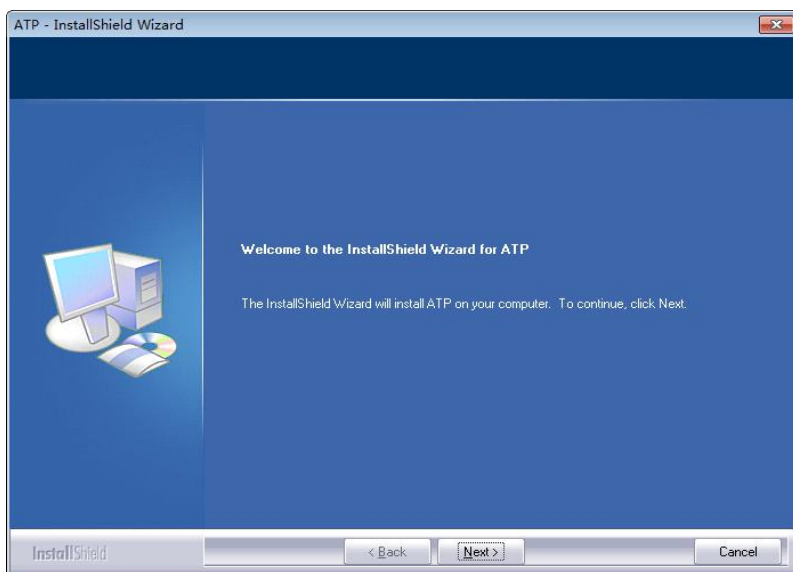 ATP - InstallShield Wizard
Welcome to the InstallShield Wizard for ATP
The InstallShield Wizard will install ATP on your computer. To continue, click Next.
InstallShield
< Back
Next >
Cancel